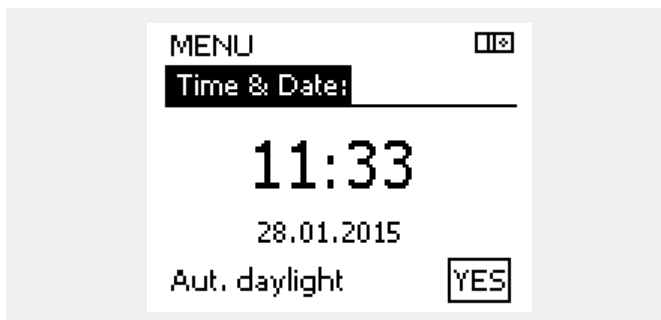 MENU
Time & Date:
11:33
28.01.2015
Aut. daylight YES